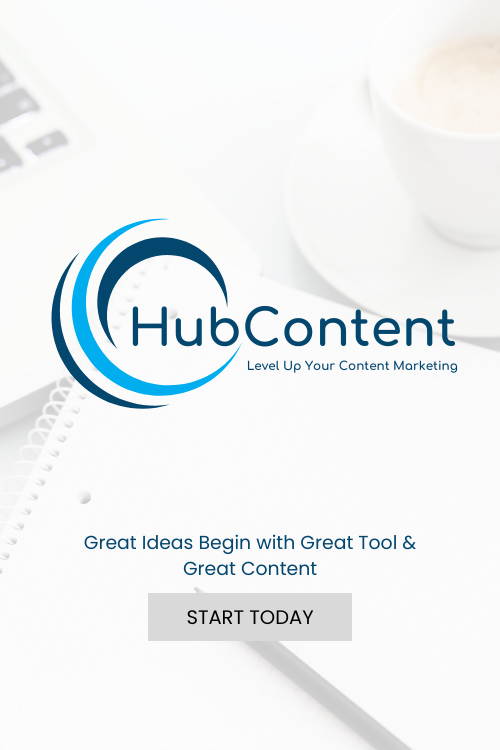 HubContent
Level Up Your Content Marketing
Great Ideas Begin with Great Tool &
Great Content
START TODAY